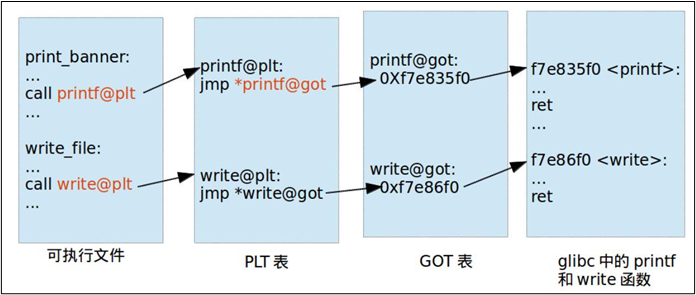 print_banner:
...
call printf@plt
...
write_file:
...
call write@plt
...
可执行文件
printf@plt:
jmp *printf@got
write@plt:
jmp *write@got
PLT 表
printf@got:
0Xf7e835f0
write@got:
0xf7e86f0
GOT 表
f7e835f0 <printf>:
...
ret
...
f7e86f0 <write>:
...
ret
glibc 中的 printf
和 write 函数